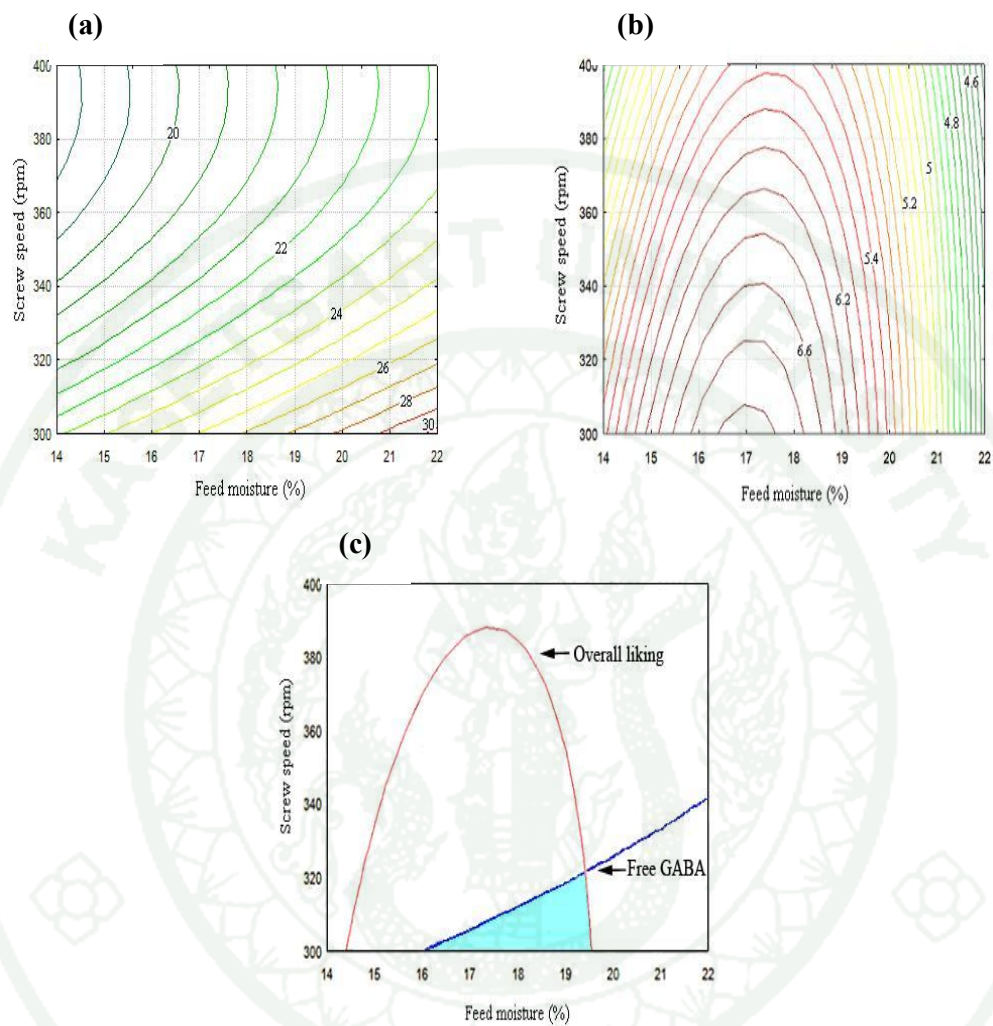 (a)
400
380
360
340
320
300
Screw speed (rpm)
20
22
24
26
28
30
14 15 16 17 18 19 20 21 22
Feed moisture (%)
(b)
400
380
360
340
320
300
Screw speed (rpm)
4.6
4.8
5
5.2
5.4
6.2
6.6
14 15 16 17 18 19 20 21 22
Feed moisture (%)
(c)
400
380
360
340
320
300
Screw speed (rpm)
Overall liking
Free GABA
14 15 16 17 18 19 20 21 22
Feed moisture (%)
KASETSART UNIVERSITY